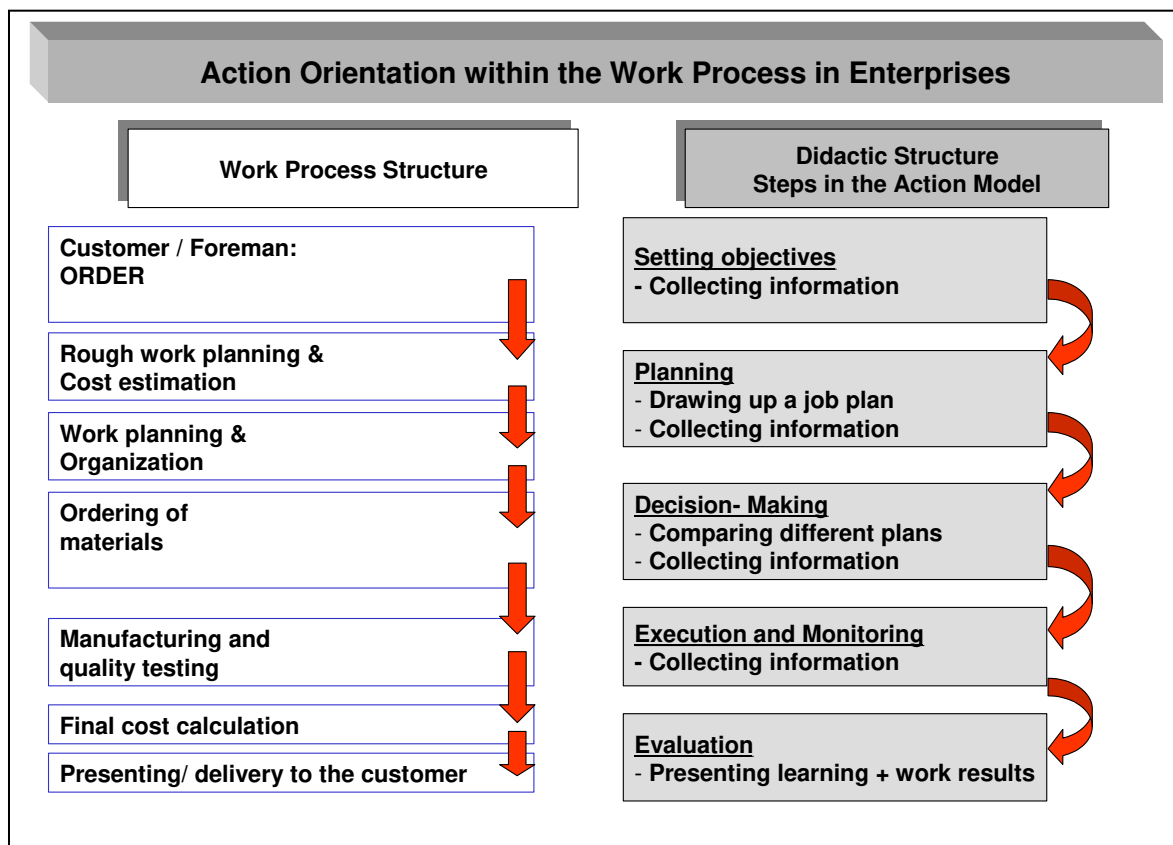 Action Orientation within the Work Process in Enterprises
Work Process Structure
Customer / Foreman:
ORDER
Rough work planning &
Cost estimation
Work planning &
Organization
Ordering of
materials
Manufacturing and
quality testing
Final cost calculation
Presenting/ delivery to the customer
Didactic Structure
Steps in the Action Model
Setting objectives
- Collecting information
Planning
- Drawing up a job plan
- Collecting information
Decision- Making
- Comparing different plans
- Collecting information
Execution and Monitoring
- Collecting information
Evaluation
- Presenting learning + work results